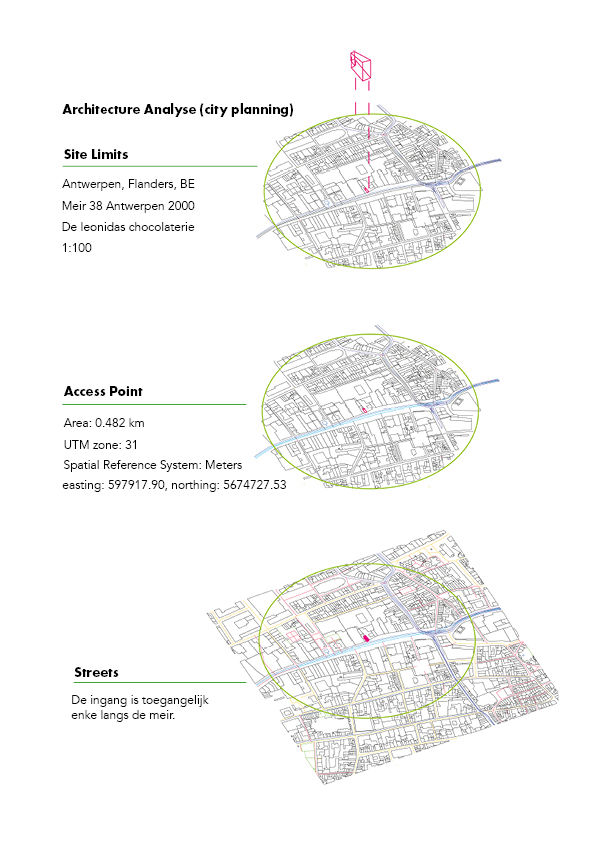 Architecture Analyse (city planning)
Site Limits
Antwerpen, Flanders, BE
Meir 38 Antwerpen 2000
De leonidas chocolaterie
1:100
Access Point
Area: 0.482 km
UTM zone: 31
Spatial Reference System: Meters
easting: 597917.90, northing: 5674727.53
Streets
De ingang is toegangelijk
enke langs de meir.